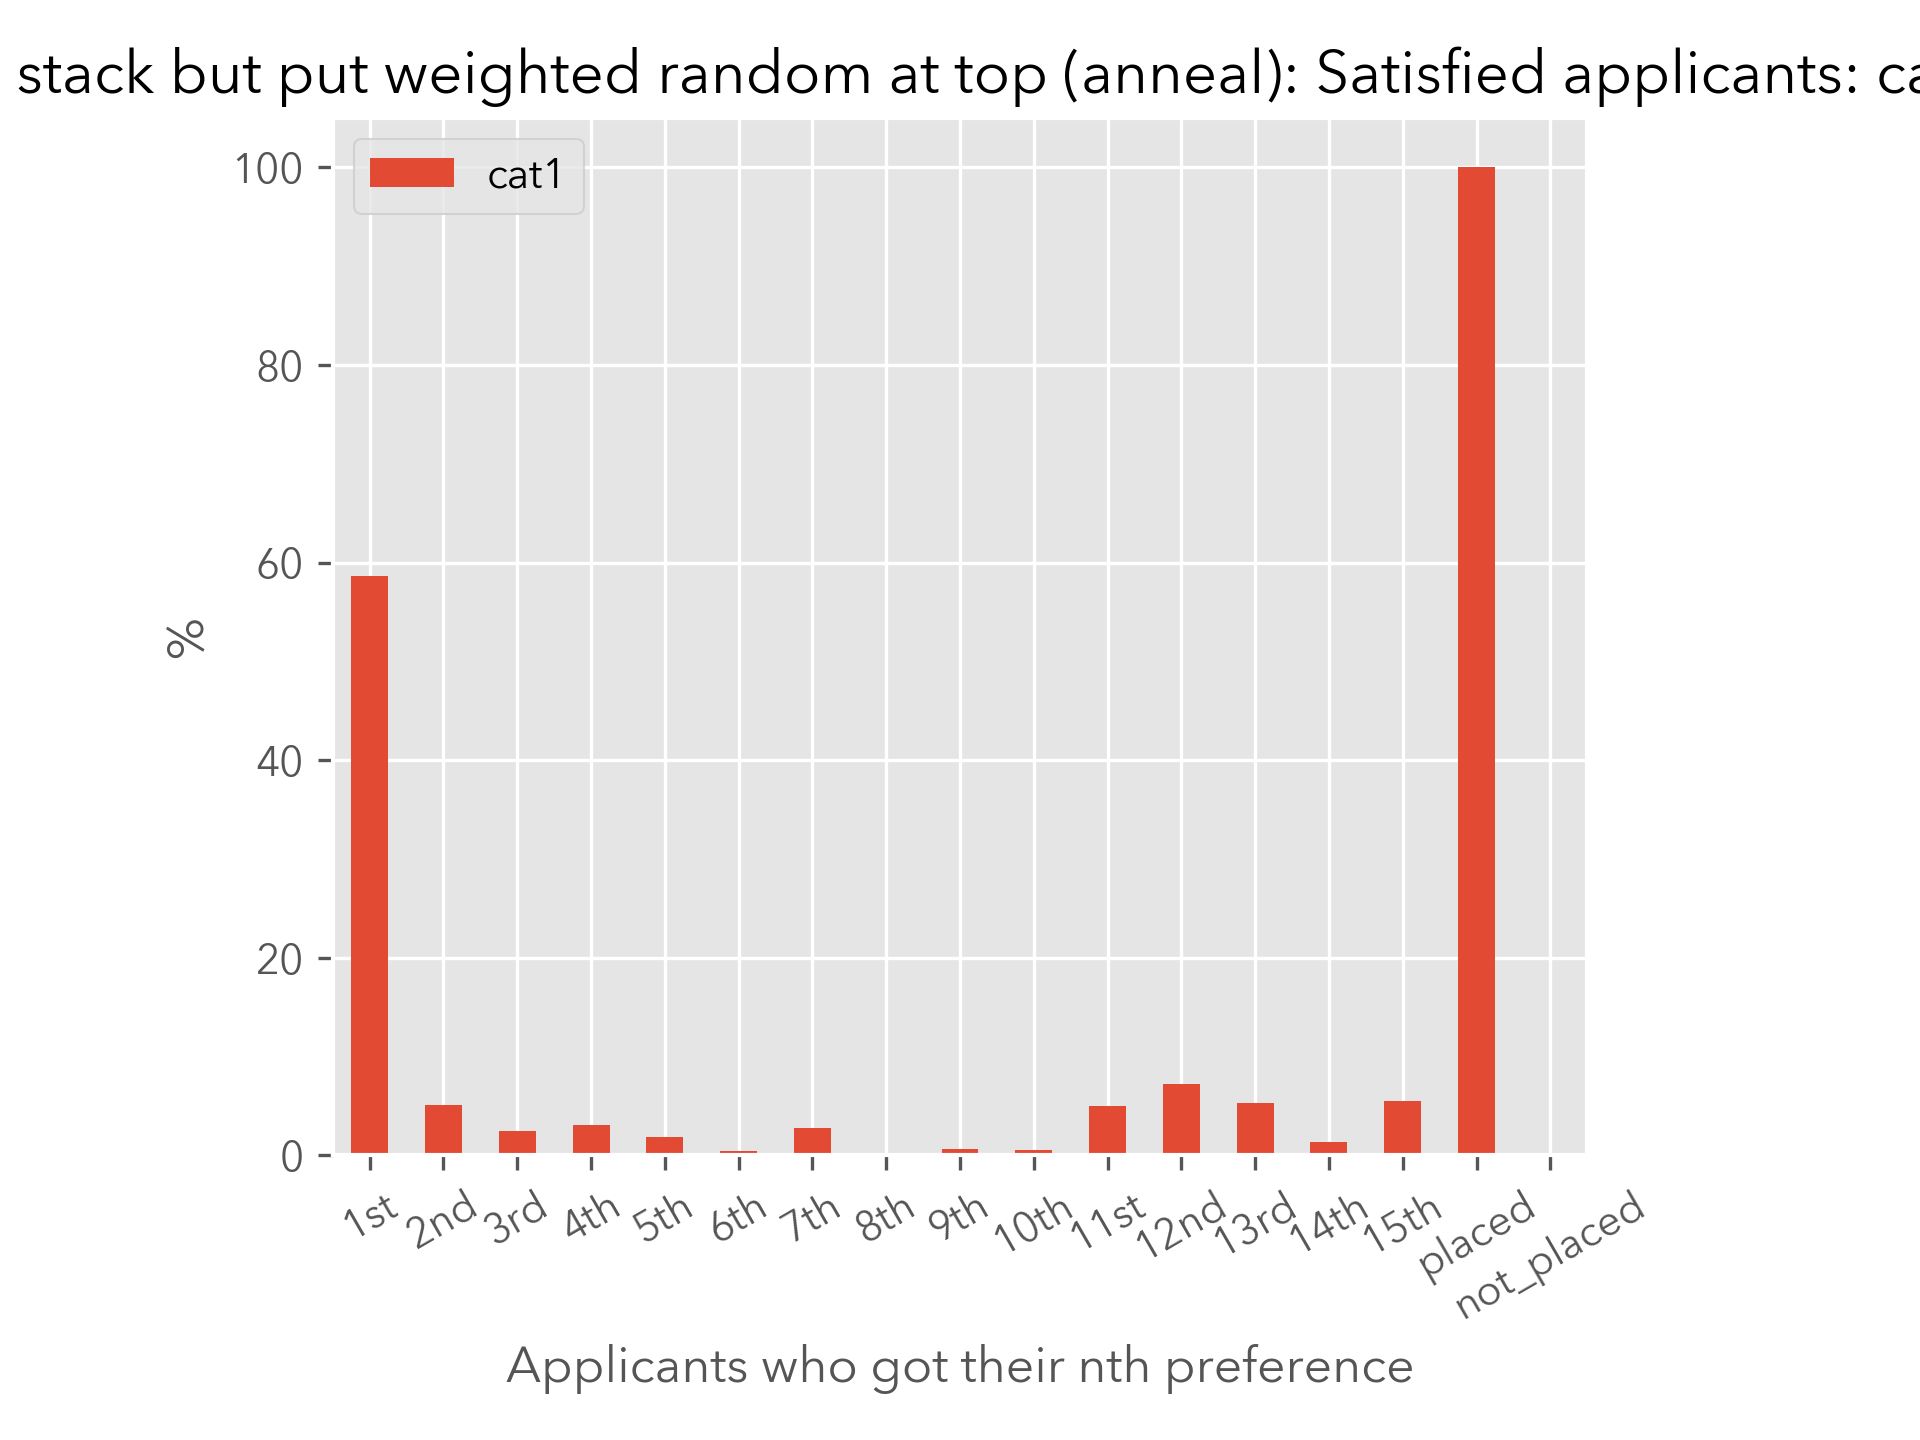 stack but put weighted random at top (anneal): Satisfied applicants: ca
cat1
100
80
60
40
20
0
%
1st 2nd 3rd 4th 5th 6th 7th 8th 9th 10th 11st 12nd 13rd 14th 15th placed not_placed
Applicants who got their nth preference